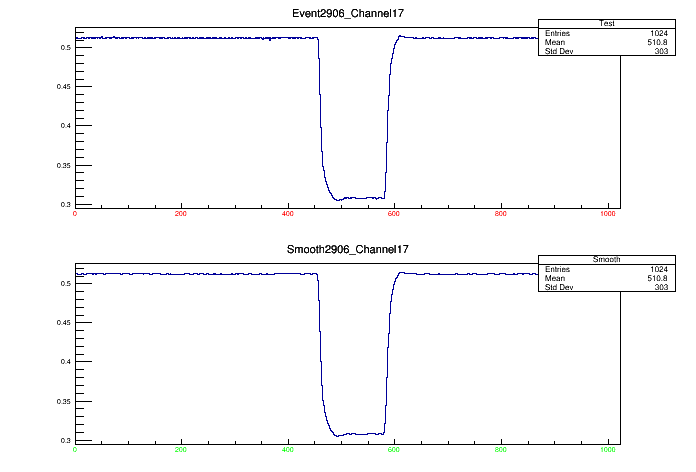 Event2906_Channel17
Test
Entries 1024
Mean 510.8
Std Dev 303
0.5
0.45
0.4
0.35
0.3
0 200 400 600 800 1000
Smooth2906_Channel17
Smooth
Entries 1024
Mean 510.8
Std Dev 303
0.5
0.45
0.4
0.35
0.3
0 200 400 600 800 1000